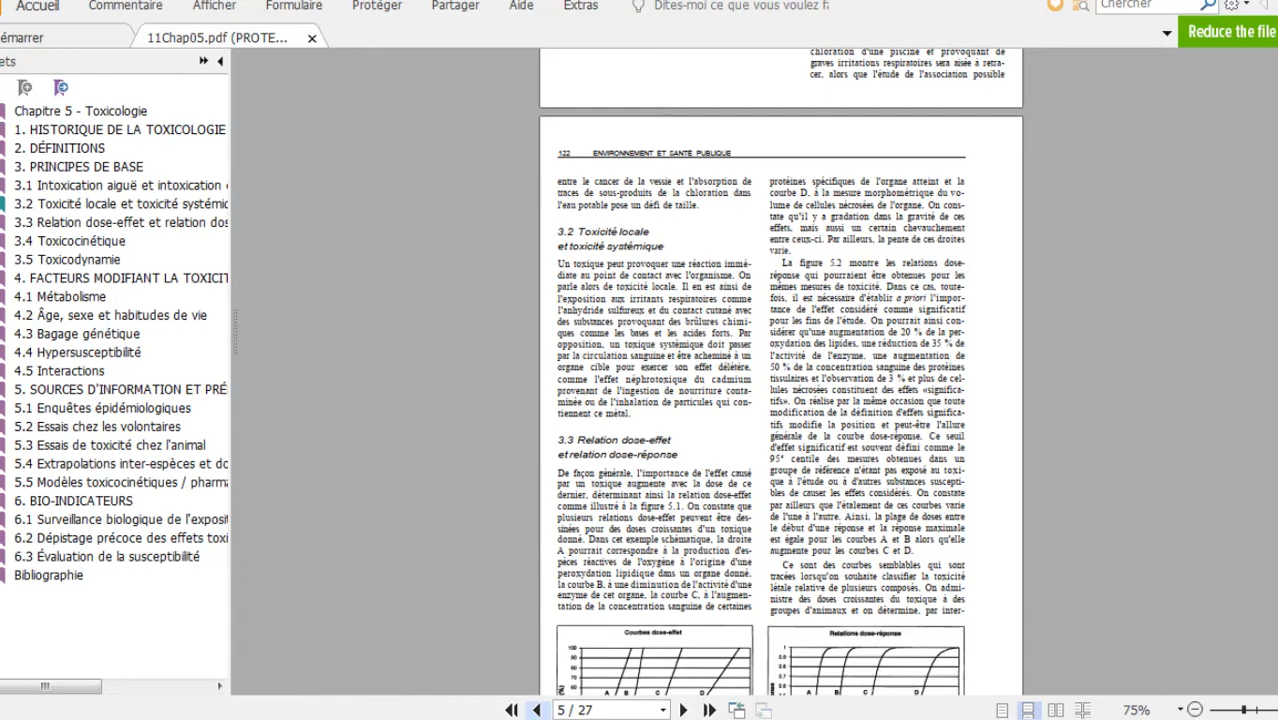 Accueil Commentaire Afficher Formulaire Protéger Partager Aide Extras Dites-moi ce que vous voulez fa Chercher
émarrer 11Chap05.pdf (PROTE... Reduce the file
ets
Chapitre 5 - Toxicologie
1. HISTORIQUE DE LA TOXICOLOGIE
2. DÉFINITIONS
3. PRINCIPES DE BASE
3.1 Intoxication aiguë et intoxication c
3.2 Toxicité locale et toxicité systémic
3.3 Relation dose-effet et relation dos
3.4 Toxicocinétique
3.5 Toxicodynamie
4. FACTEURS MODIFIANT LA TOXICIT
4.1 Métabolisme
4.2 Âge, sexe et habitudes de vie
4.3 Bagage génétique
4.4 Hypersusceptibilité
4.5 Interactions
5. SOURCES D'INFORMATION ET PRÉ
5.1 Enquêtes épidémiologiques
5.2 Essais chez les volontaires
5.3 Essais de toxicité chez l'animal
5.4 Extrapolations inter-espèces et do
5.5 Modèles toxicocinétiques / pharma
6. BIO-INDICATEURS
6.1 Surveillance biologique de l'exposit
6.2 Dépistage précoce des effets toxi
6.3 Évaluation de la susceptibilité
Bibliographie
chloration d'une piscine et provoquant de
graves irritations respiratoires sera aisée à retra-
cer, alors que l'étude de l'association possible
122 ENVIRONNEMENT ET SANTÉ PUBLIQUE
entre le cancer de la vessie et l'absorption de
traces de sous-produits de la chloration dans
l'eau potable pose un défi de taille.
3.2 Toxicité locale
et toxicité systémique
Un toxique peut provoquer une réaction immé-
diate au point de contact avec l'organisme. On
parle alors de toxicité locale. Il en est ainsi de
l'exposition aux irritants respiratoires comme
l'anhydride sulfureux et du contact cutané avec
des substances provoquant des brûlures chimi-
ques comme les bases et les acides forts. Par
opposition, un toxique systémique doit passer
par la circulation sanguine et être acheminé à un
organe cible pour exercer son effet délétère,
comme l'effet néphrotoxique du cadmium
provenant de l'ingestion de nourriture conta-
minée ou de l'inhalation de particules qui con-
tiennent ce métal.
3.3 Relation dose-effet
et relation dose-réponse
De façon générale, l'importance de l'effet causé
par un toxique augmente avec la dose de ce
dernier, déterminant ainsi la relation dose-effet
comme illustré à la figure 5.1. On constate que
plusieurs relations dose-effet peuvent être des-
sinées pour des doses croissantes d'un toxique
donné. Dans cet exemple schématique, la droite
A pourrait correspondre à la production d'es-
pèces réactives de l'oxygène à l'origine d'une
peroxydation lipidique dans un organe donné,
la courbe B, à une diminution de l'activité d'une
enzyme de cet organe, la courbe C, à l'augmen-
tation de la concentration sanguine de certaines
protéines spécifiques de l'organe atteint et la
courbe D, à la mesure morphométrique du vo-
lume de cellules nécrosées de l'organe. On cons-
tate qu'il y a gradation dans la gravité de ces
effets, mais aussi un certain chevauchement
entre ceux-ci. Par ailleurs, la pente de ces droites
varie.
La figure 5.2 montre les relations dose-
réponse qui pourraient être obtenues pour les
mêmes mesures de toxicité. Dans ce cas, toute-
fois, il est nécessaire d'établir a priori l'impor-
tance de l'effet considéré comme significatif
pour les fins de l'étude. On pourrait ainsi con-
sidérer qu'une augmentation de 20 % de la per-
oxydation des lipides, une réduction de 35 % de
l'activité de l'enzyme, une augmentation de
50 % de la concentration sanguine des protéines
tissulaires et l'observation de 3 % et plus de cel-
lules nécrosées constituent des effets «significa-
tifs». On réalise par la même occasion que toute
modification de la définition d'effets significa-
tifs modifie la position et peut-être l'allure
générale de la courbe dose-réponse. Ce seuil
d'effet significatif est souvent défini comme le
95e centile des mesures obtenues dans un
groupe de référence n'étant pas exposé au toxi-
que à l'étude ou à d'autres substances suscepti-
bles de causer les effets considérés. On constate
par ailleurs que l'étalement de ces courbes varie
de l'une à l'autre. Ainsi, la plage de doses entre
le début d'une réponse et la réponse maximale
est égale pour les courbes A et B alors qu'elle
augmente pour les courbes C et D.
Ce sont des courbes semblables qui sont
tracées lorsqu'on souhaite classifier la toxicité
létale relative de plusieurs composés. On admi-
nistre des doses croissantes du toxique à des
groupes d'animaux et on détermine, par inter-
Courbes dose-effet
100
90
80
70
60
A B C D
(%)
Relations dose-réponse
1
0.9
0.8
0.7
0.6
A B C D
5 / 27 75%